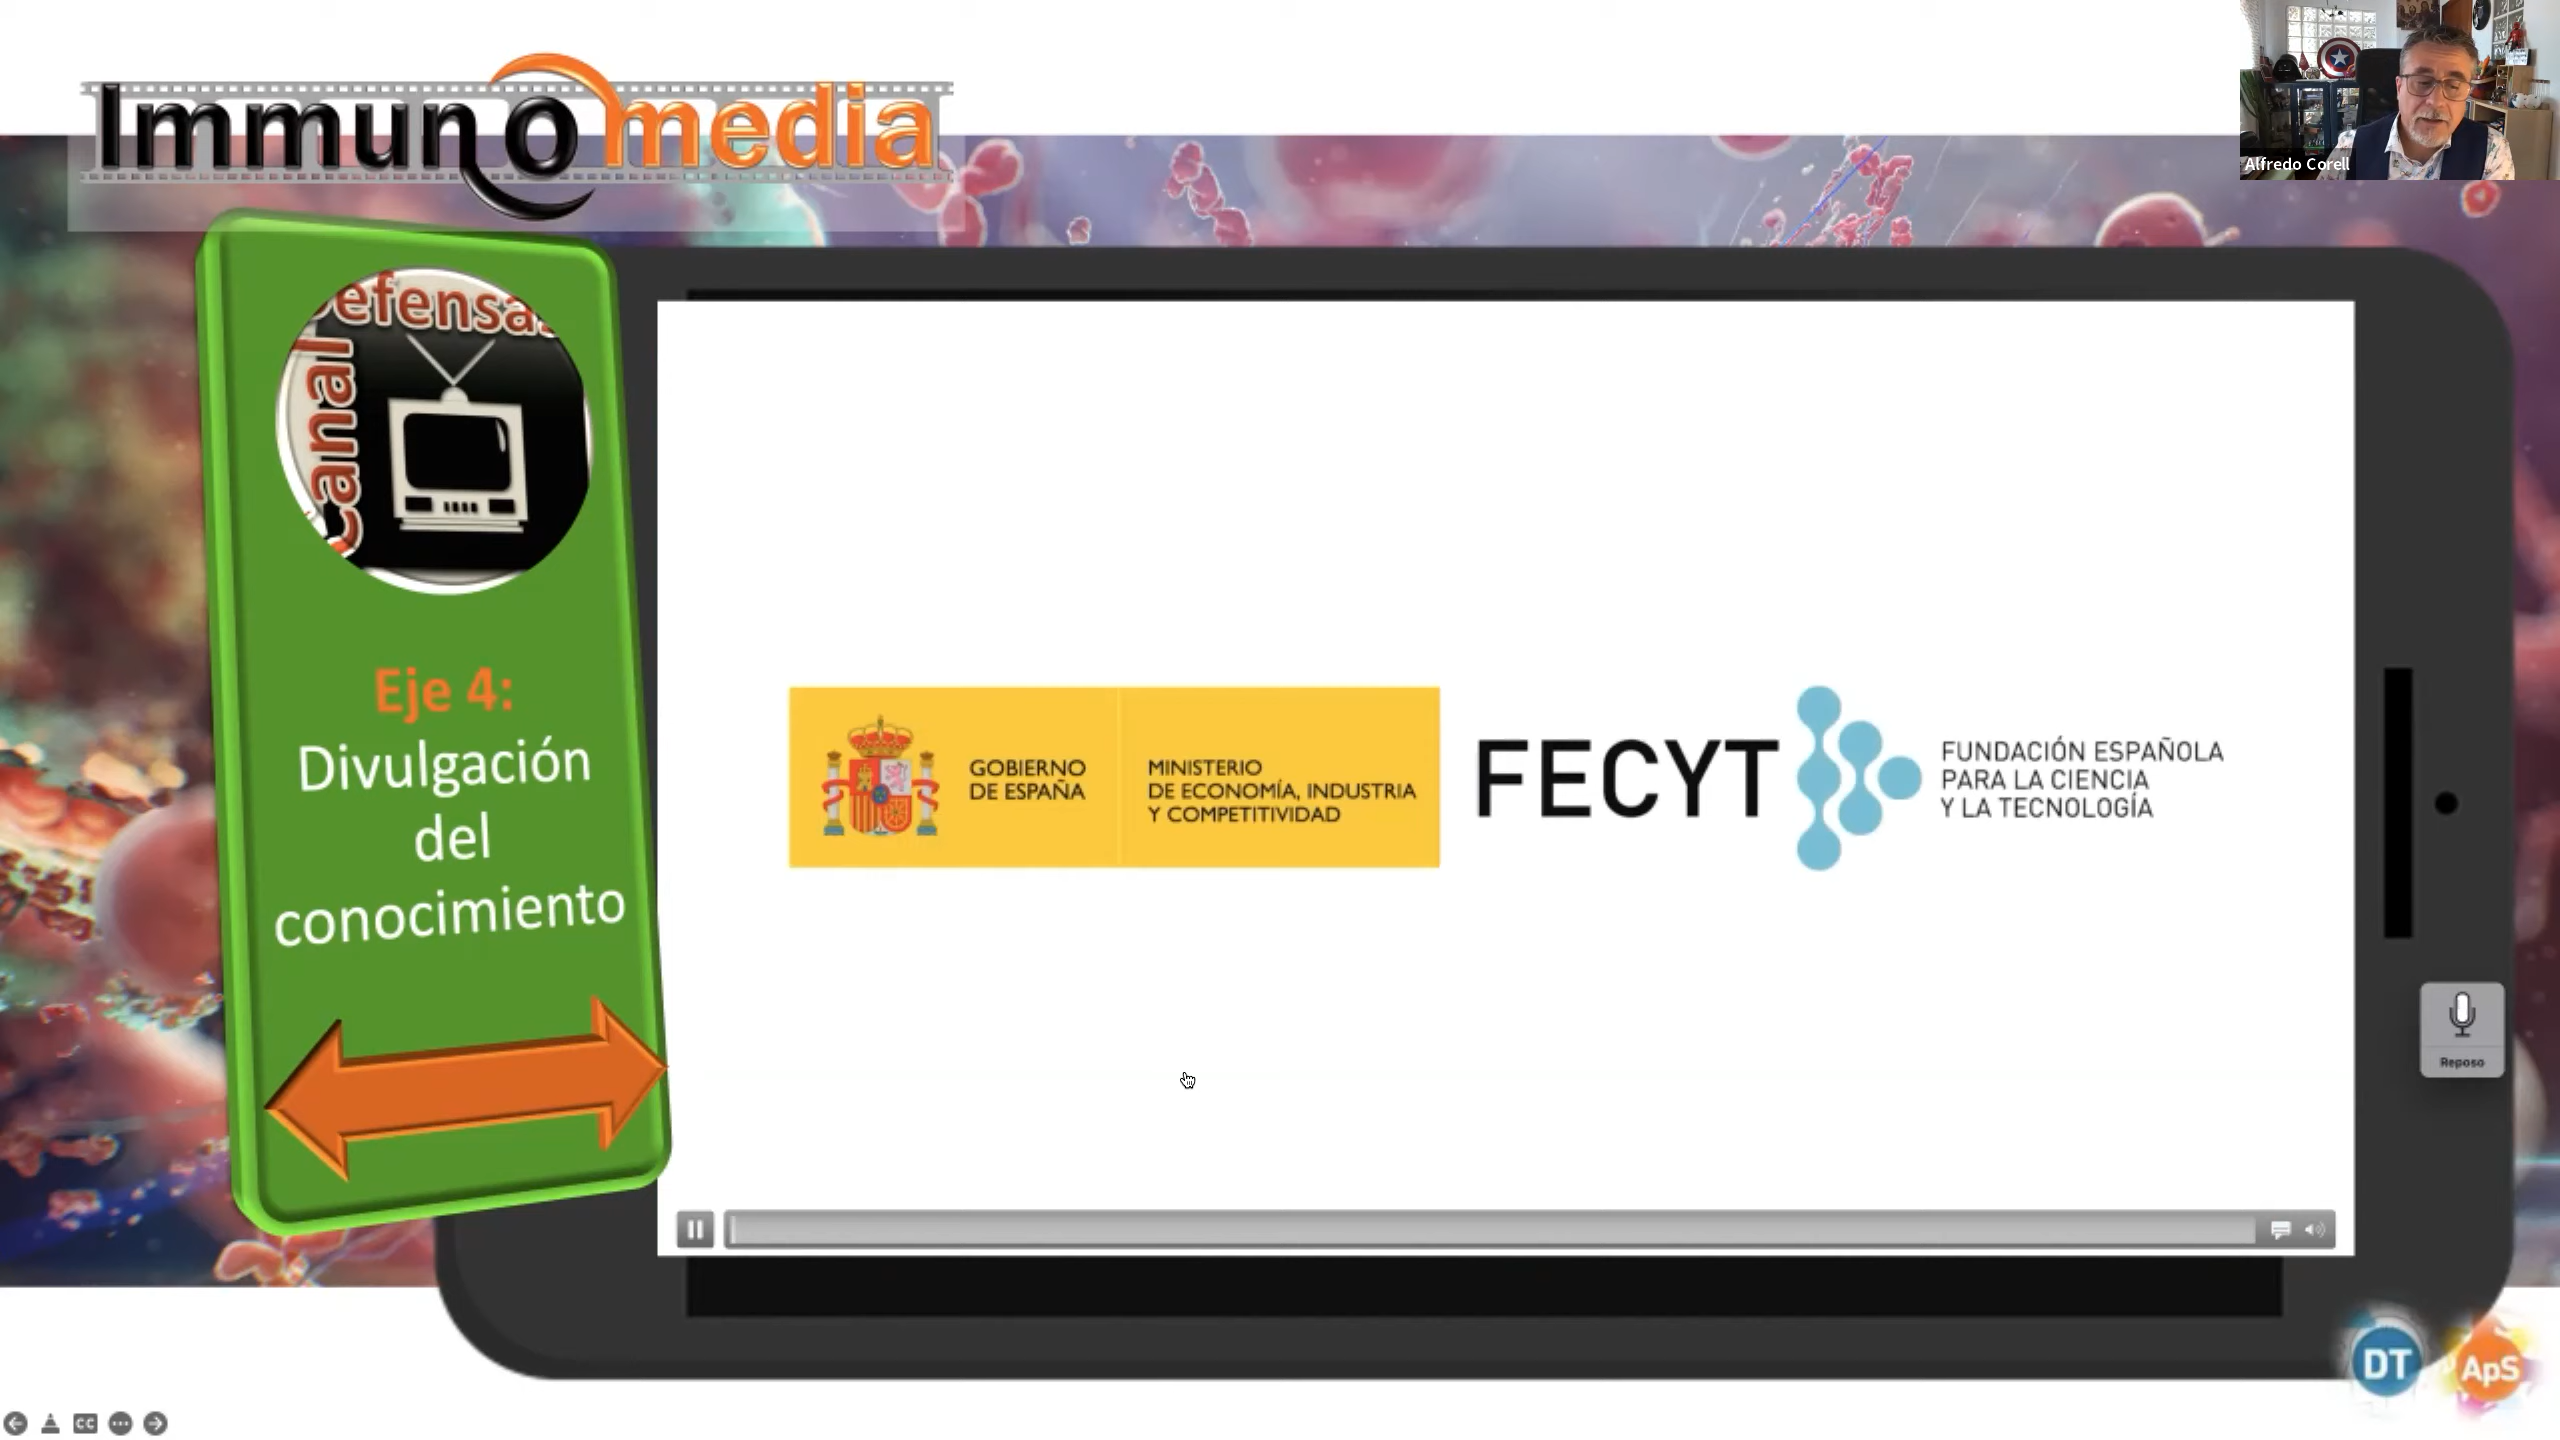 Immunomedia
Alfredo Corell
Canal
Defensas
Eje 4:
Divulgación
del
conocimiento
GOBIERNO
DE ESPAÑA
MINISTERIO
DE ECONOMÍA, INDUSTRIA
Y COMPETITIVIDAD
FECYT
FUNDACIÓN ESPAÑOLA
PARA LA CIENCIA
Y LA TECNOLOGÍA
Reposo
DT
ApS
CC